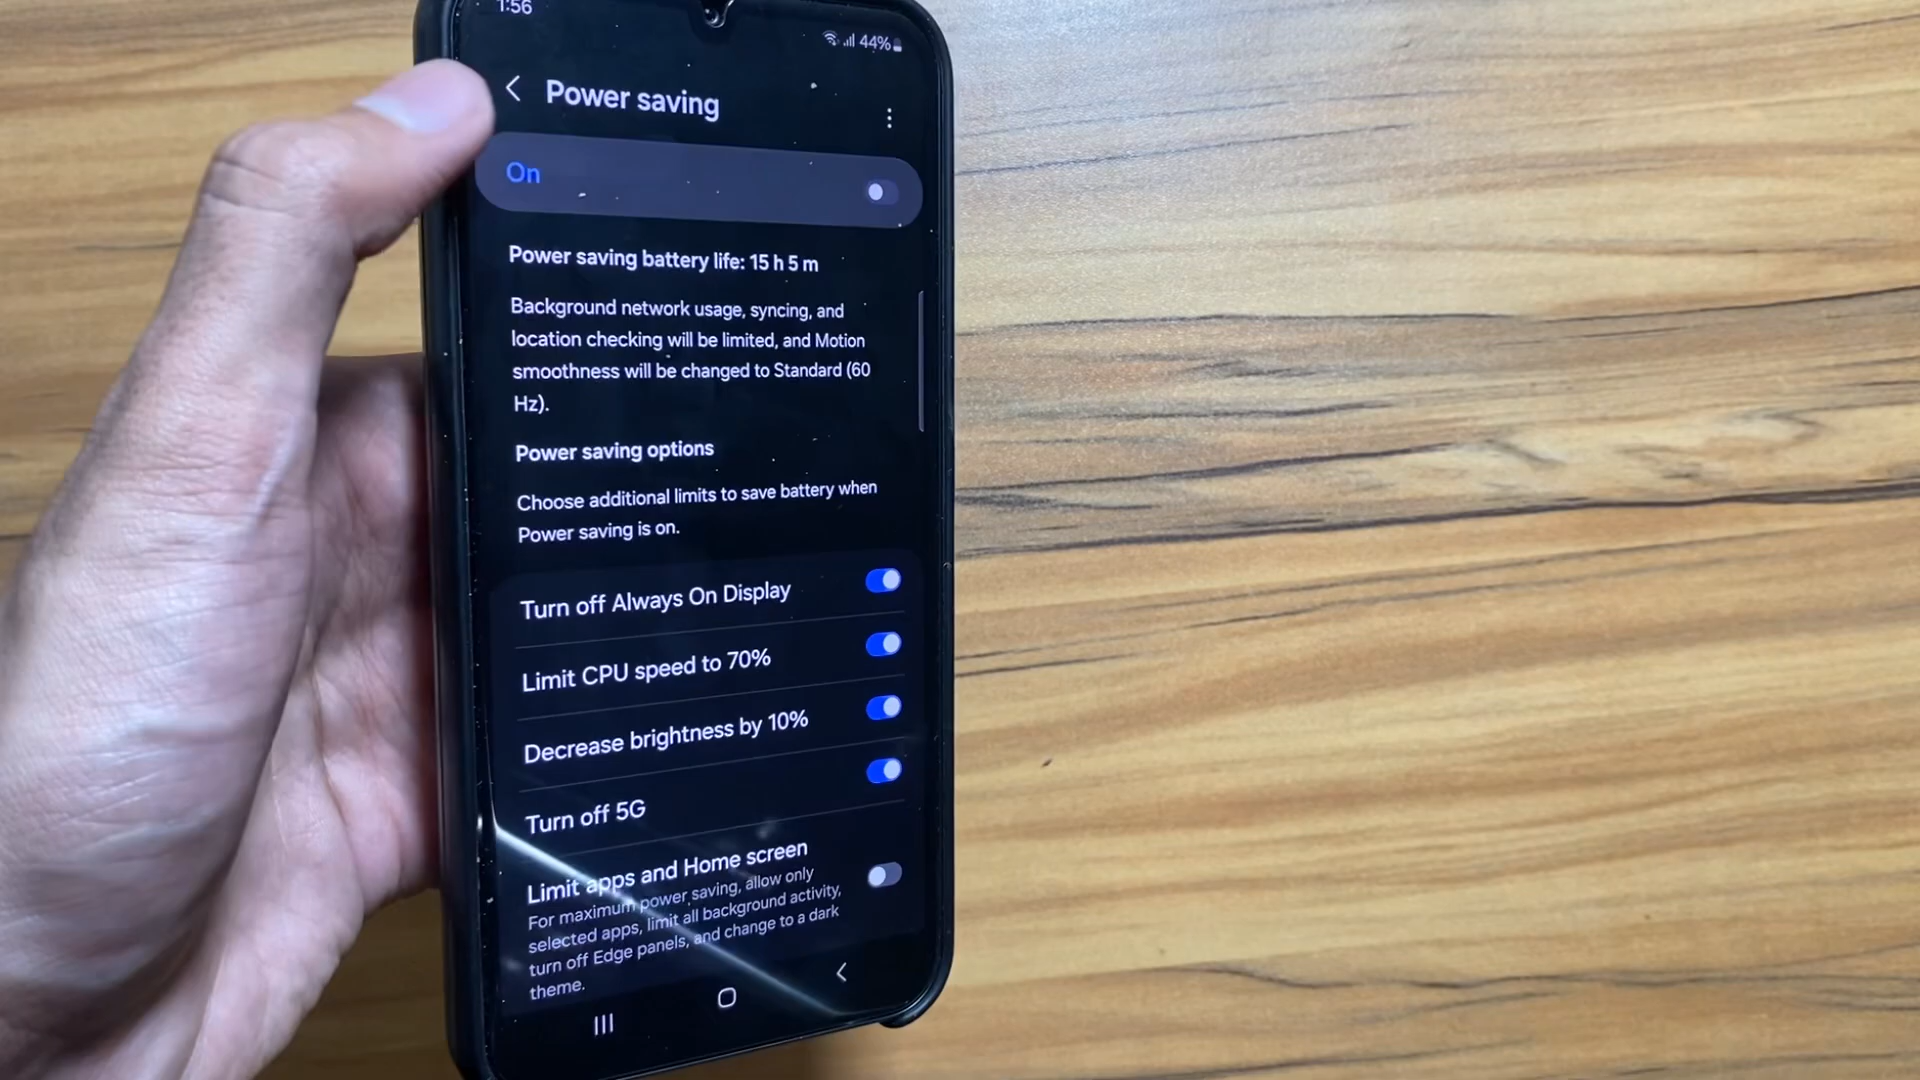 1:56
44%
Power saving
On
Power saving battery life: 15 h 5 m
Background network usage, syncing, and
location checking will be limited, and Motion
smoothness will be changed to Standard (60
Hz).
Power saving options
Choose additional limits to save battery when
Power saving is on.
Turn off Always On Display
Limit CPU speed to 70%
Decrease brightness by 10%
Turn off 5G
Limit apps and Home screen
For maximum power saving, allow only
selected apps, limit all background activity,
turn off Edge panels, and change to a dark
theme.